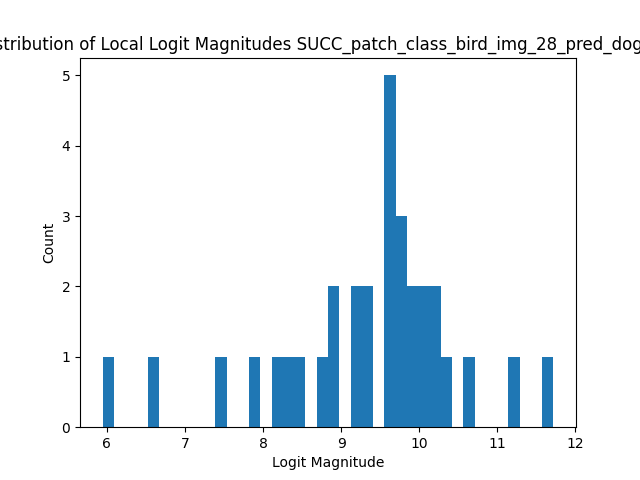 of Local Logit Magnitudes SUCC_patch_class_bird_img_28_pred_dog
5
4
3
2
1
0
Count
6 7 8 9 10 11 12
Logit Magnitude